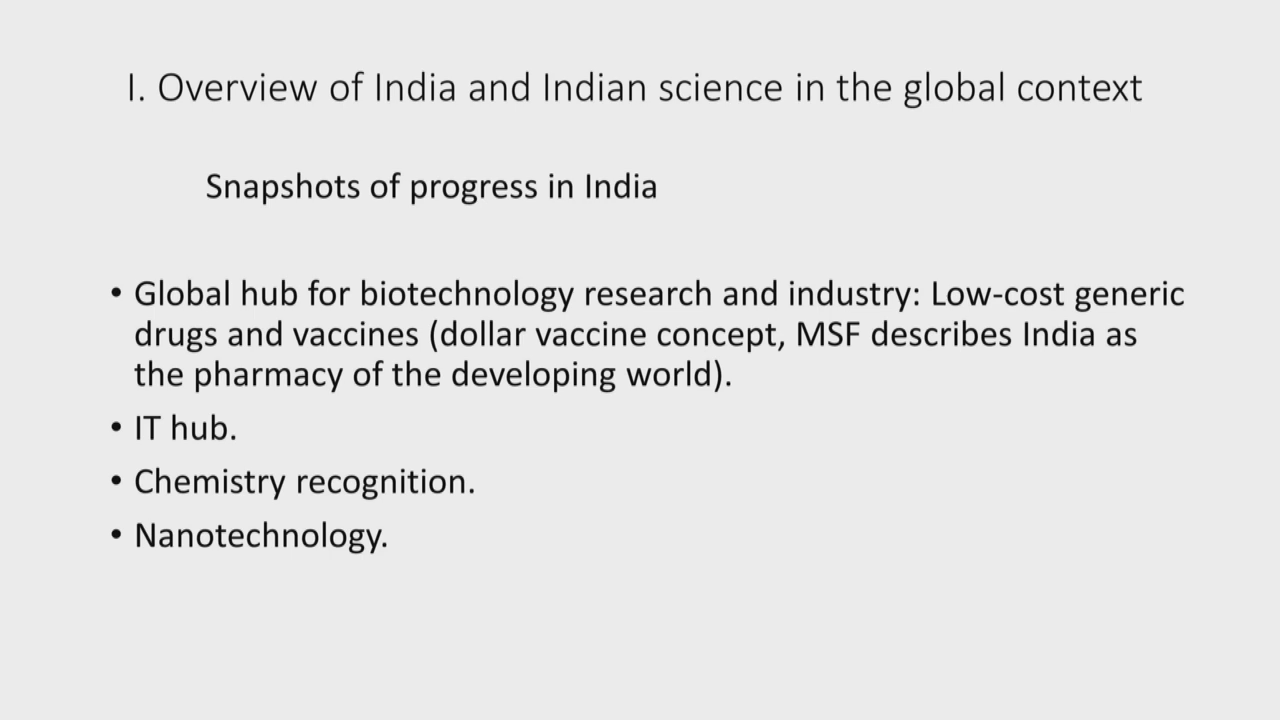 I. Overview of India and Indian science in the global context
Snapshots of progress in India
• Global hub for biotechnology research and industry: Low-cost generic
drugs and vaccines (dollar vaccine concept, MSF describes India as
the pharmacy of the developing world).
• IT hub.
• Chemistry recognition.
• Nanotechnology.